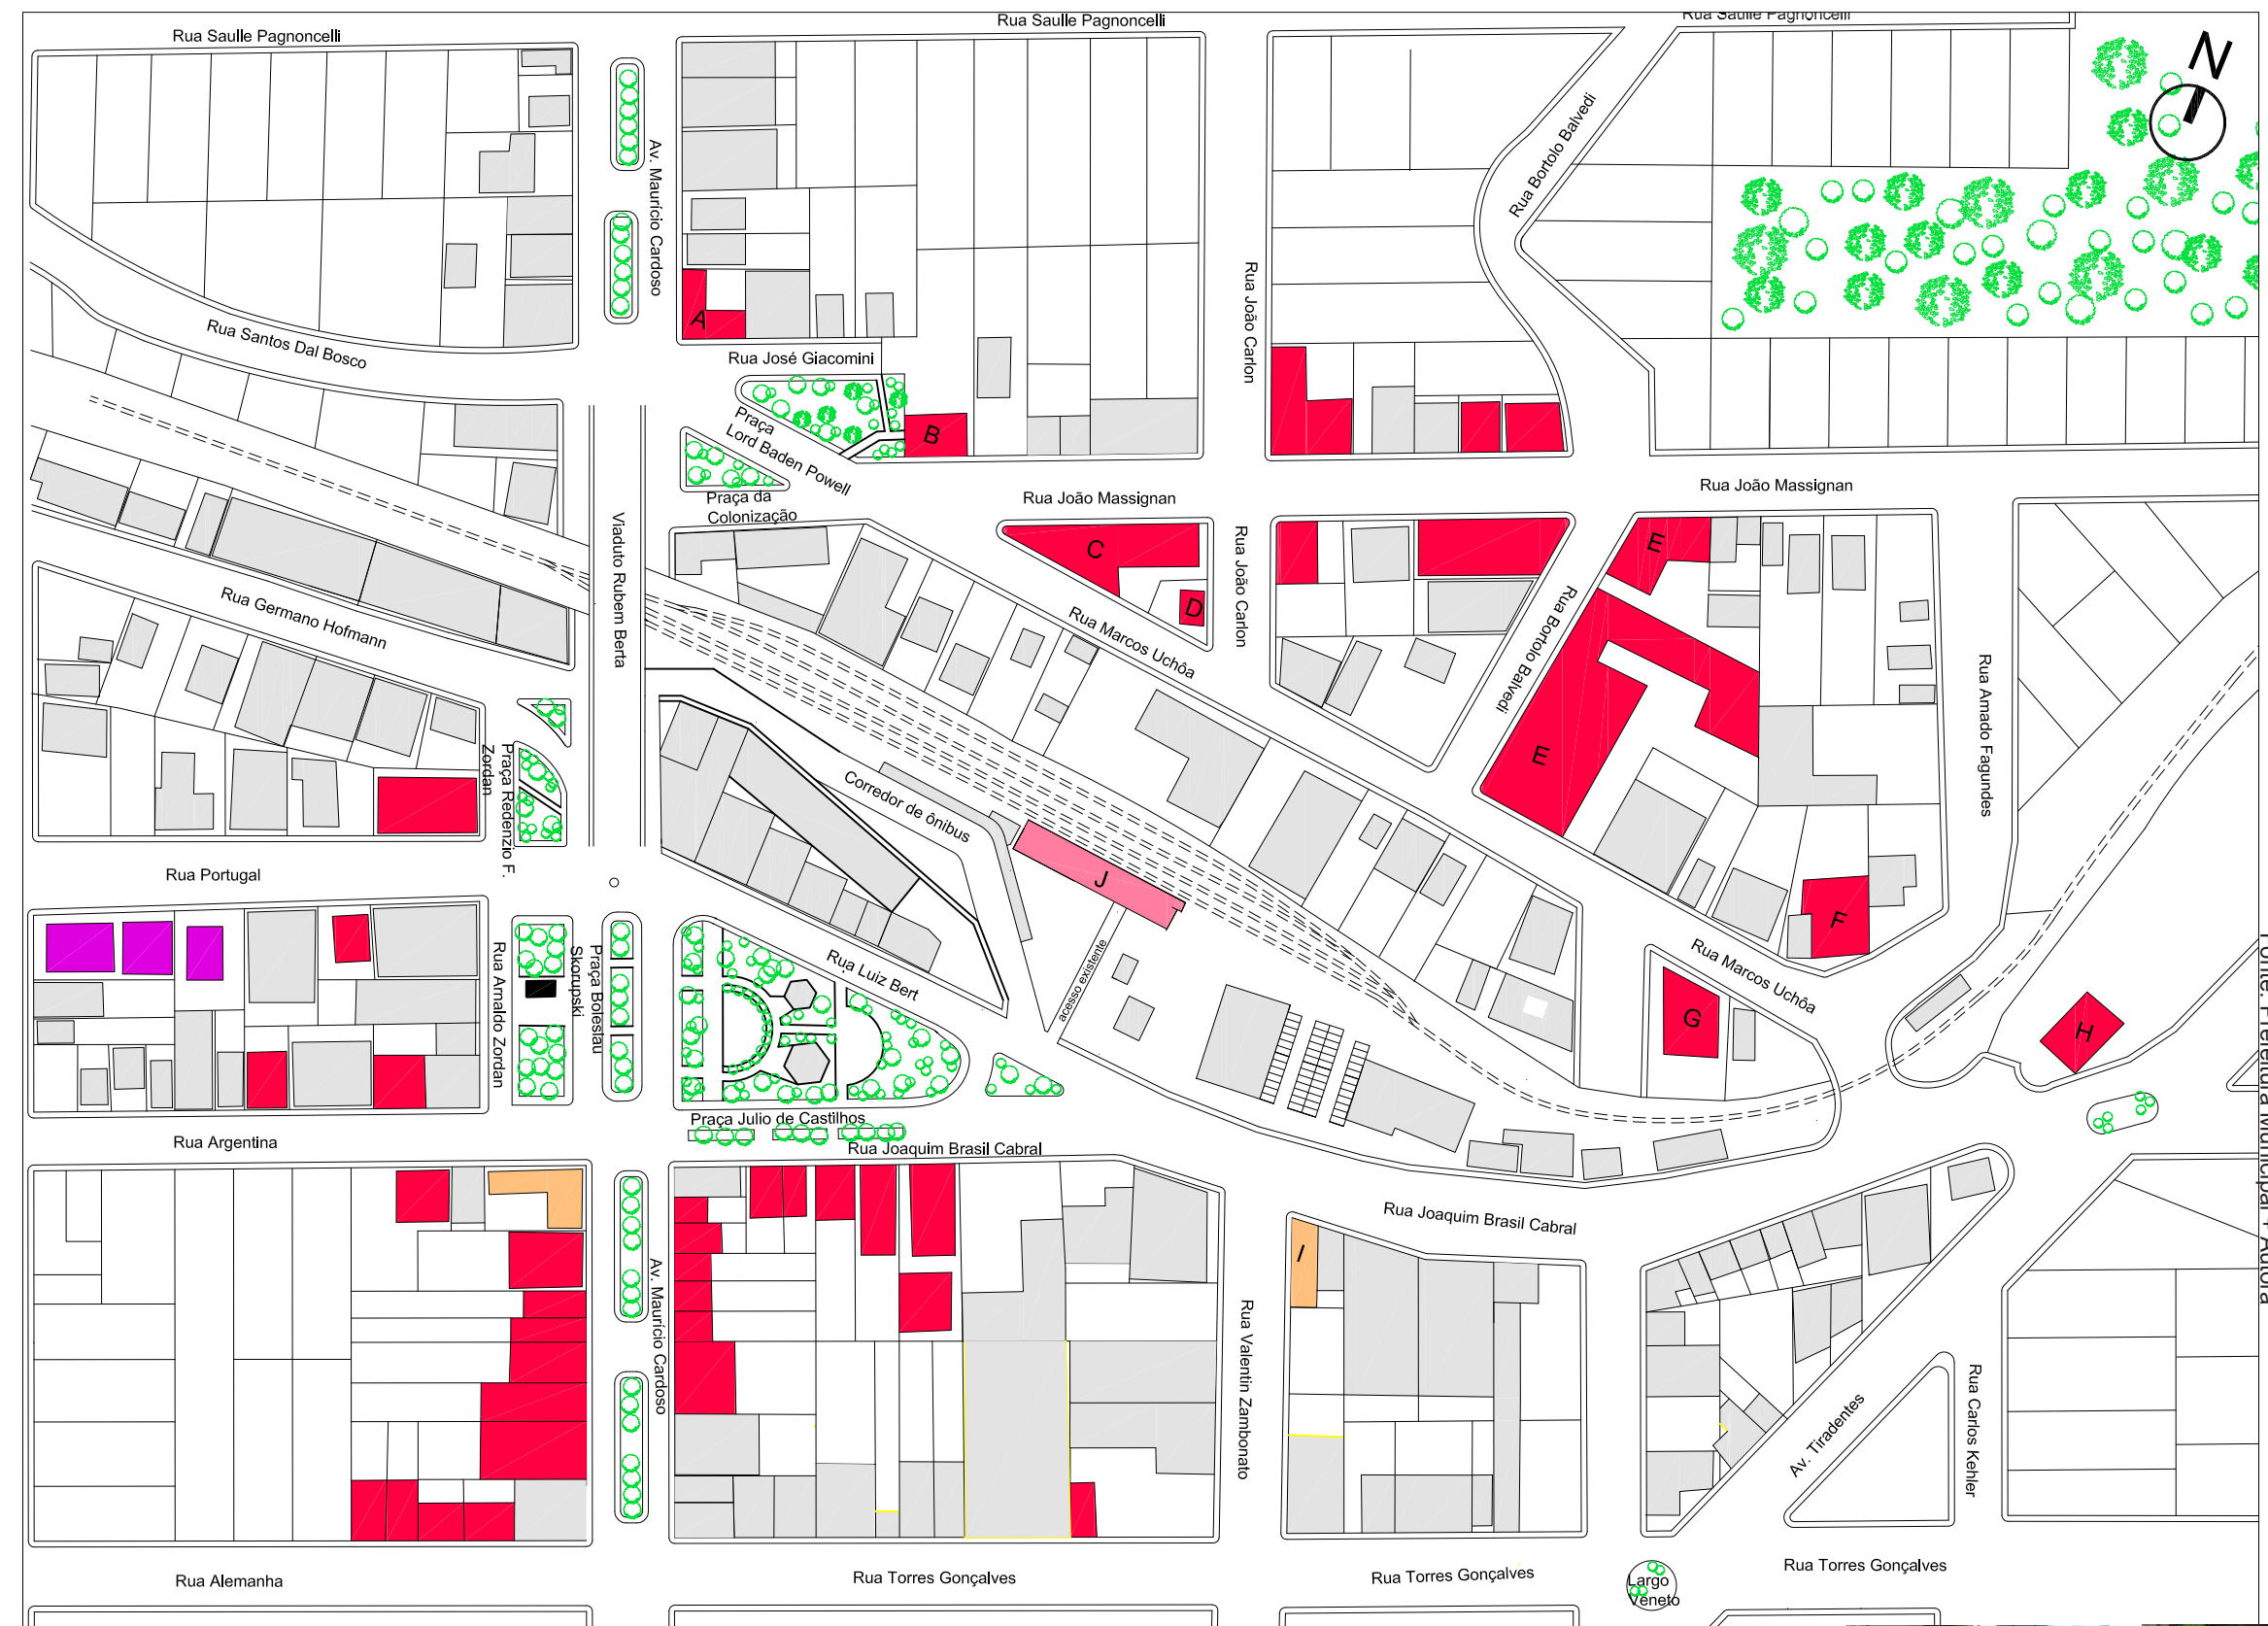 Rua Saulle Pagnoncelli
Rua Saulle Pagnoncelli
Rua Saulle Pagnoncelli
N
Av. Maurício Cardoso
Rua Bortolo Balvedi
Rua João Carlon
A
Rua Santos Dal Bosco
Rua José Giacomini
Praça
Lord Baden Powell
B
Praça da
Colonização
Rua João Massignan
Rua João Massignan
Viaduto Rubem Berta
C
D
E
Rua João Carlon
Rua Germano Hofmann
Rua Marcos Uchôa
Rua Bortolo Balvedi
E
Rua Amado Fagundes
Praça Redenzio F.
Zordan
Corredor de ônibus
J
Rua Portugal
F
Rua Arnaldo Zordan
Praça Boleslau
Skorupski
Rua Luiz Bert
acesso existente
Rua Marcos Uchôa
G
H
Fonte: Prefeitura Municipal + Autora
Praça Julio de Castilhos
Rua Argentina
Rua Joaquim Brasil Cabral
Rua Joaquim Brasil Cabral
I
Av. Maurício Cardoso
Rua Valentin Zambonato
Av. Tiradentes
Rua Carlos Kehler
Rua Alemanha
Rua Torres Gonçalves
Rua Torres Gonçalves
Rua Torres Gonçalves
Largo
Veneto